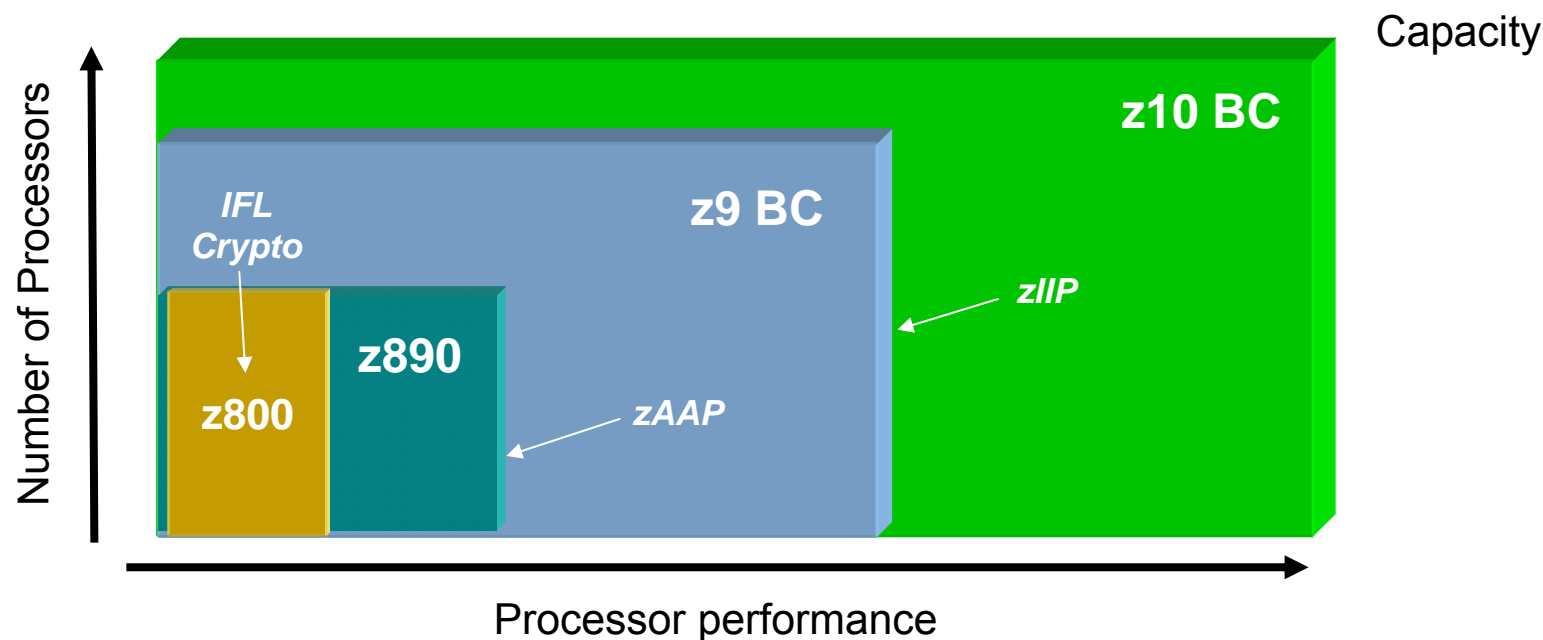 Capacity
Number of Processors
z10 BC
z9 BC
IFL
Crypto
zIIP
z890
z800
zAAP
Processor performance